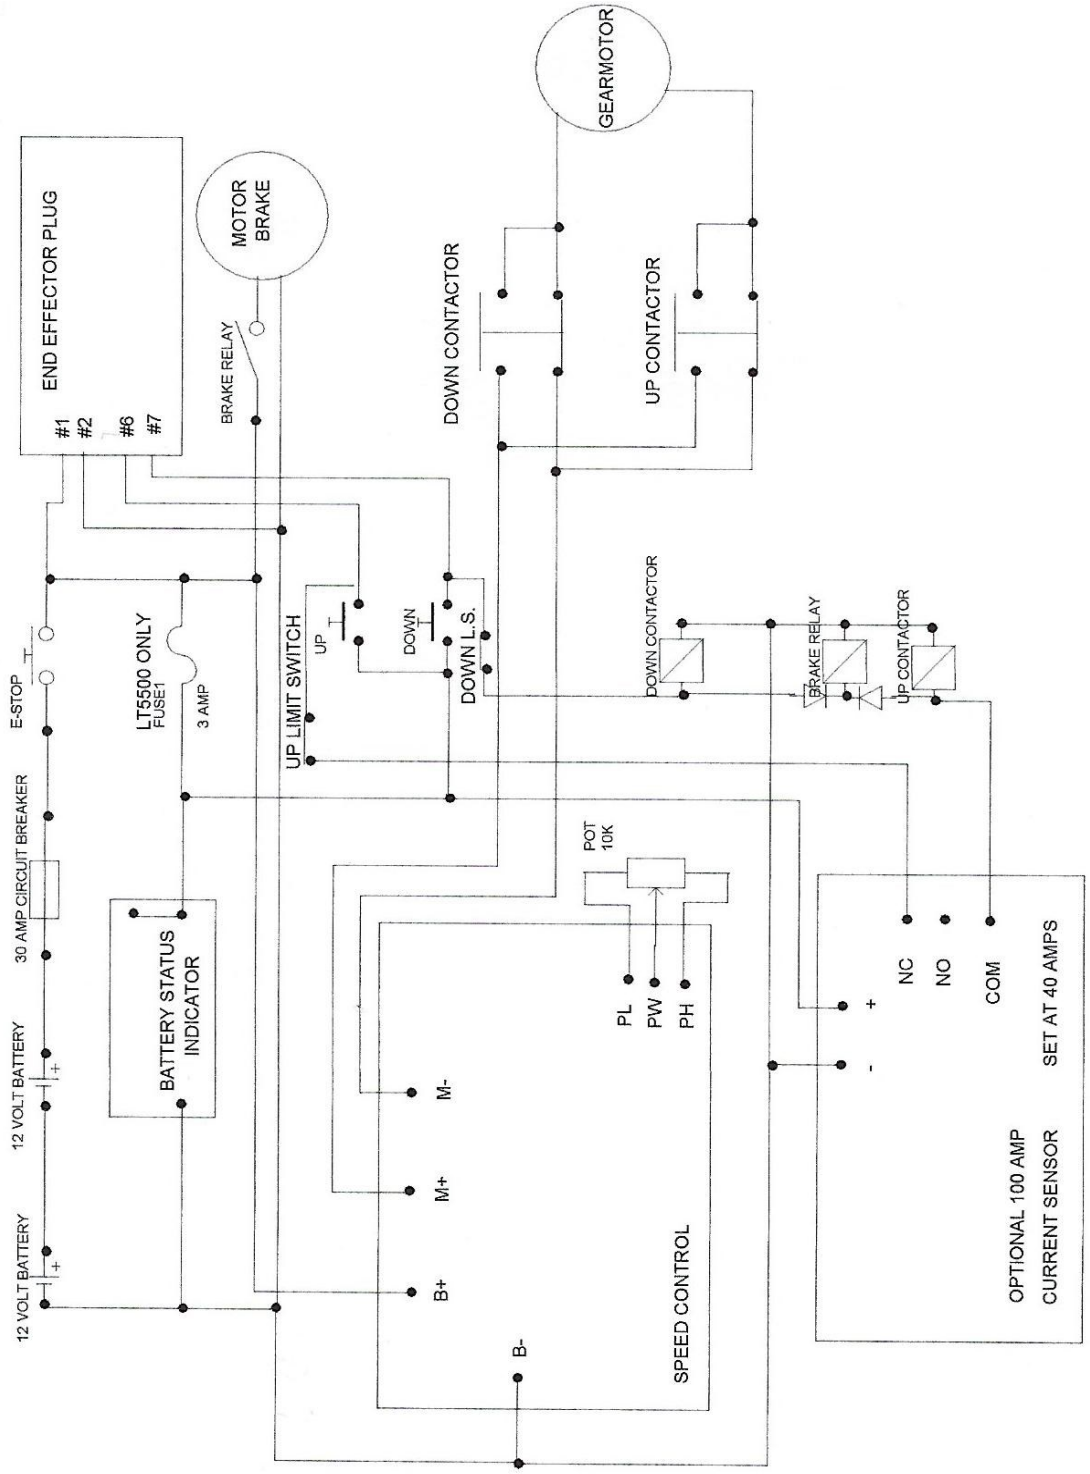 12 VOLT BATTERY
+
12 VOLT BATTERY
+
30 AMP CIRCUIT BREAKER
E-STOP
END EFFECTOR PLUG
#1
#2
#6
#7
BATTERY STATUS
INDICATOR
LT5500 ONLY
FUSE1
3 AMP
BRAKE RELAY
MOTOR
BRAKE
UP LIMIT SWITCH
UP
DOWN
DOWN L.S.
DOWN CONTACTOR
UP CONTACTOR
GEARMOTOR
B+
M+
M-
B-
SPEED CONTROL
PL
PW
PH
POT
10K
DOWN CONTACTOR
BRAKE RELAY
UP CONTACTOR
-
+
NC
NO
COM
OPTIONAL 100 AMP
CURRENT SENSOR
SET AT 40 AMPS